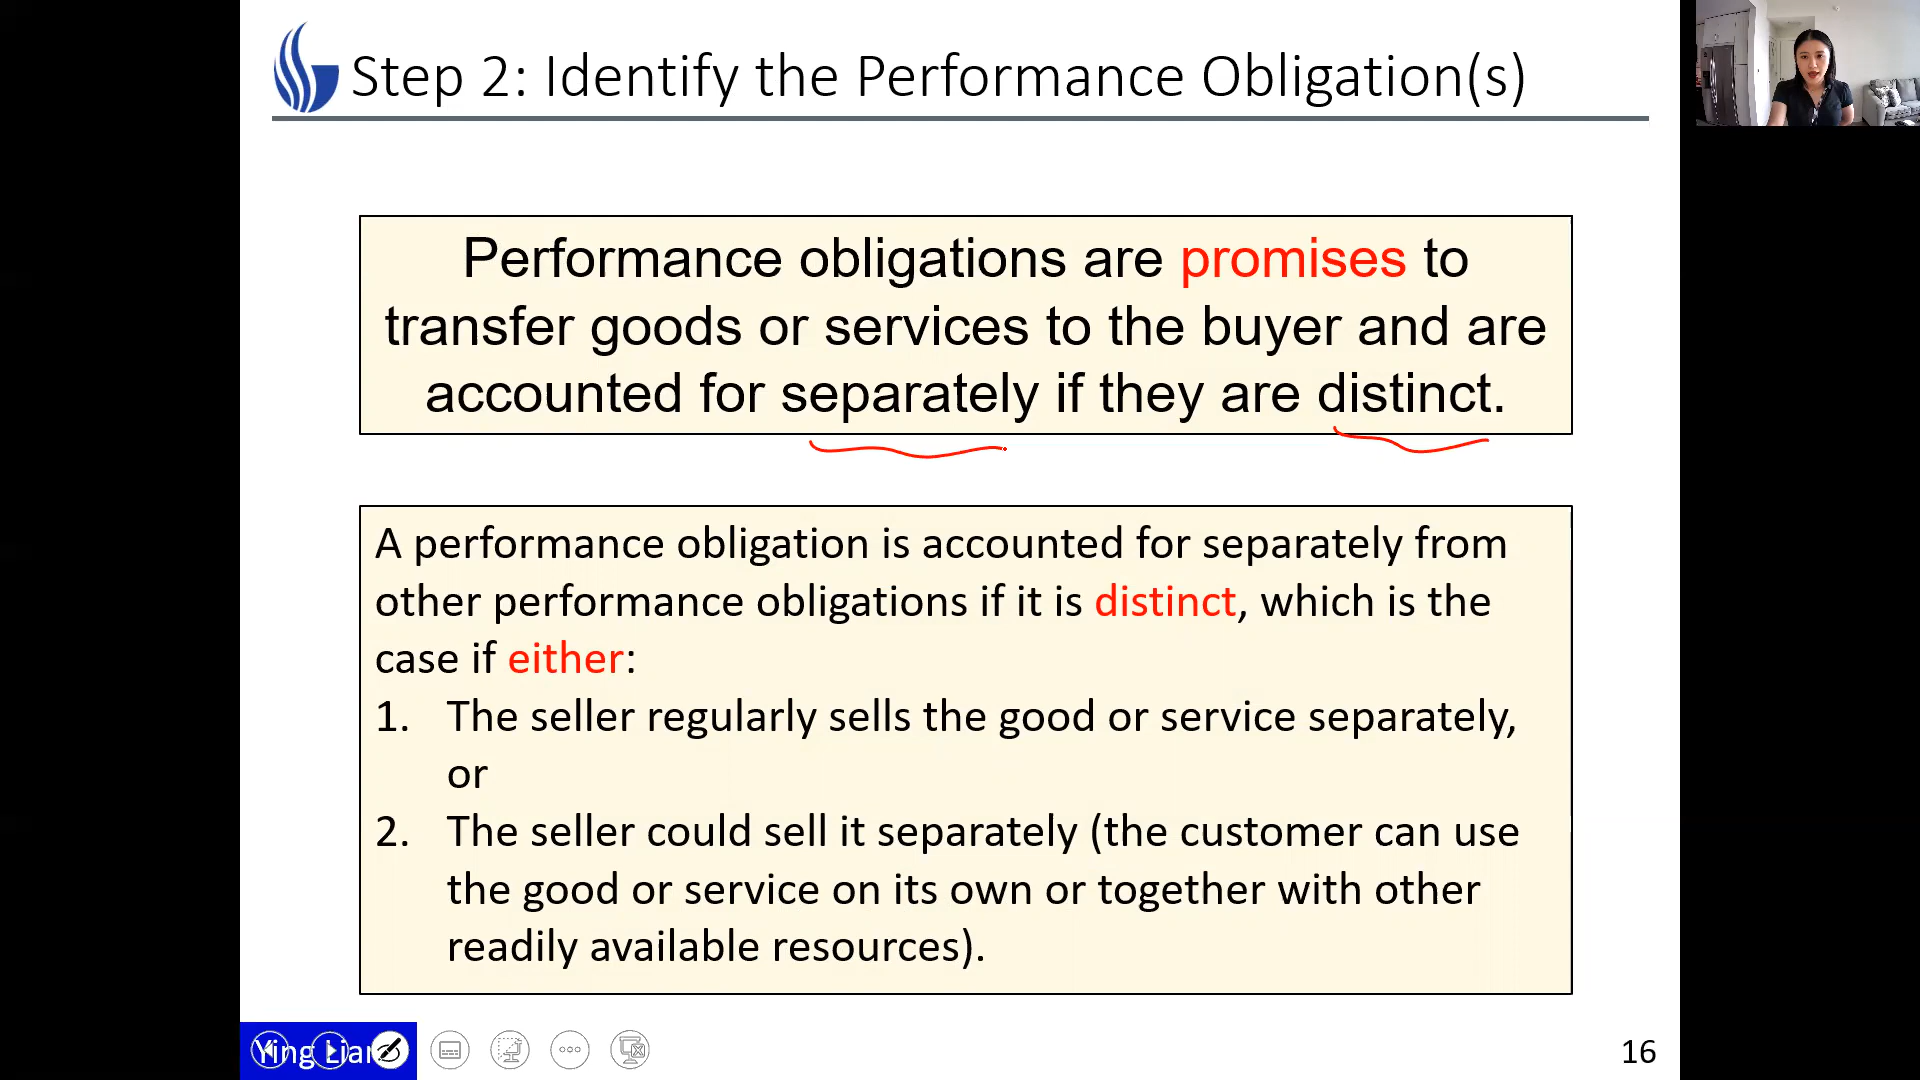 Step 2: Identify the Performance Obligation(s)
Performance obligations are promises to
transfer goods or services to the buyer and are
accounted for separately if they are distinct.
A performance obligation is accounted for separately from
other performance obligations if it is distinct, which is the
case if either:
1. The seller regularly sells the good or service separately,
or
2. The seller could sell it separately (the customer can use
the good or service on its own or together with other
readily available resources).
Ying
16